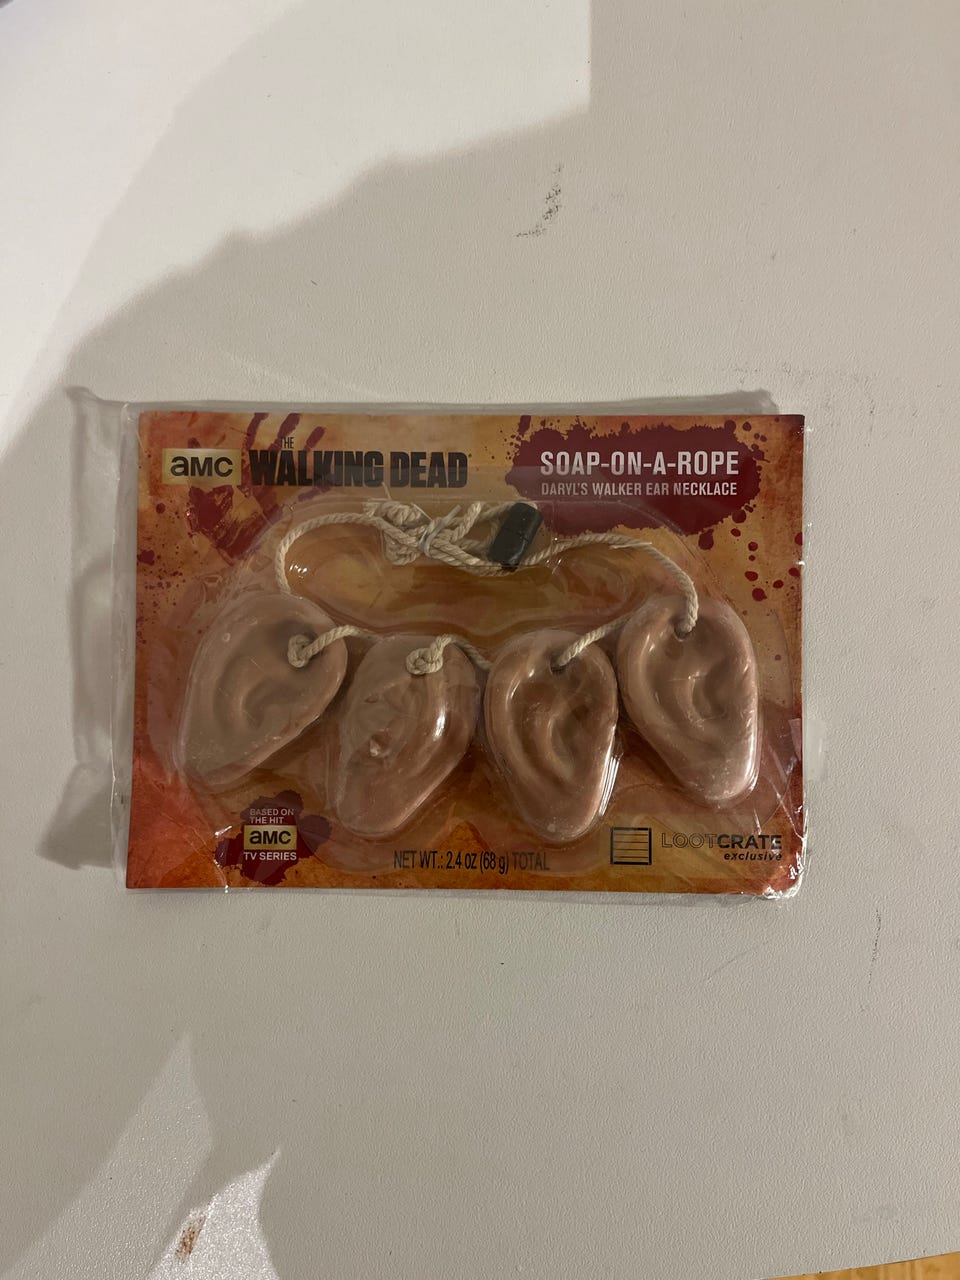 aMC
THE
WALKING DEAD
SOAP-ON-A-ROPE
DARYL'S WALKER EAR NECKLACE
BASED ON
THE HIT
aMC
TV SERIES
NET WT.: 2.4 oz (68 g) TOTAL
LOOTCRATE
exclusive